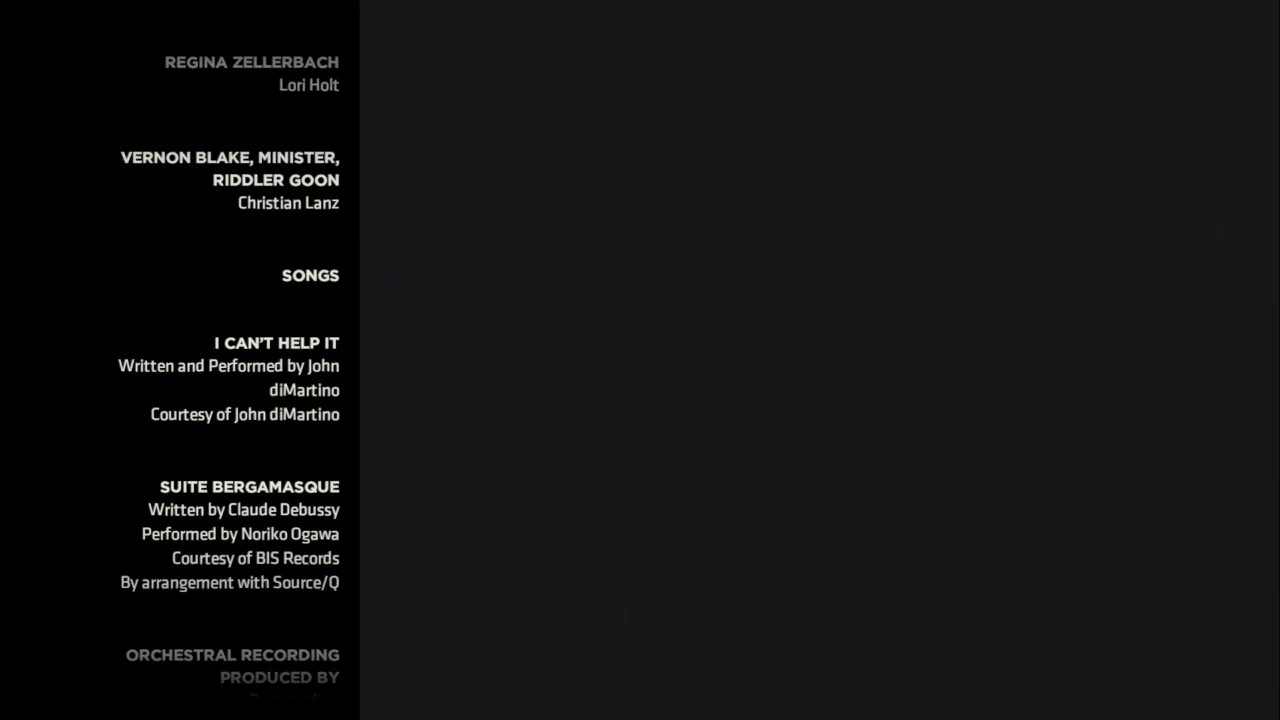 REGINA ZELLERBACH
Lori Holt
VERNON BLAKE, MINISTER,
RIDDLER GOON
Christian Lanz
SONGS
I CAN'T HELP IT
Written and Performed by John
diMartino
Courtesy of John diMartino
SUITE BERGAMASQUE
Written by Claude Debussy
Performed by Noriko Ogawa
Courtesy of BIS Records
By arrangement with Source/Q
ORCHESTRAL RECORDING
PRODUCED BY